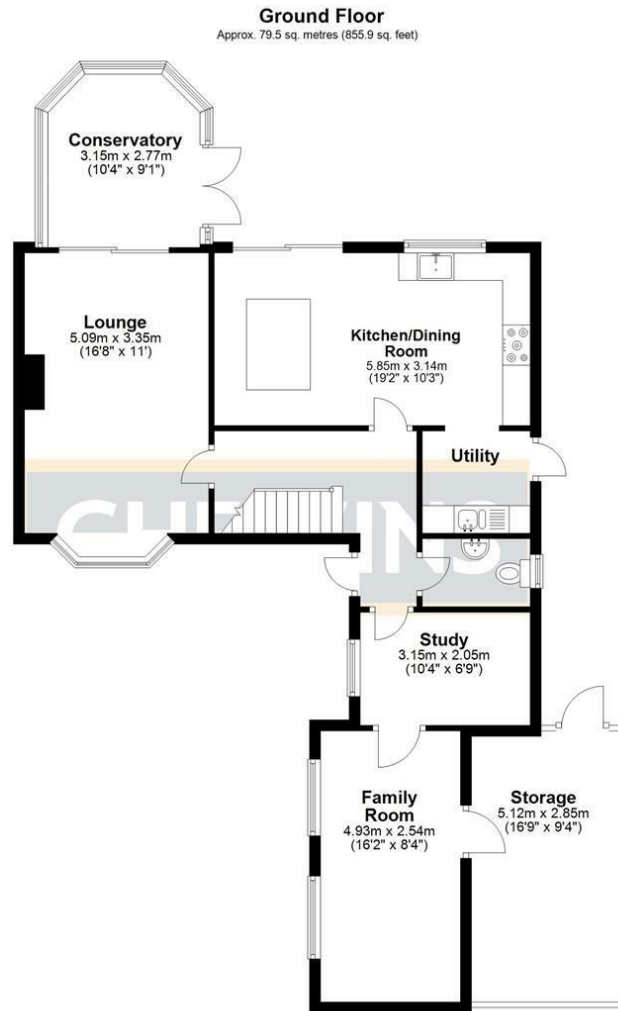 Ground Floor
Approx. 79.5 sq. metres (855.9 sq. feet)
Conservatory
3.15m x 2.77m
(10'4" x 9'1")
Lounge
5.09m x 3.35m
(16'8" x 11')
Kitchen/Dining
Room
5.85m x 3.14m
(19'2" x 10'3")
Utility
Study
3.15m x 2.05m
(10'4" x 6'9")
Family
Room
4.93m x 2.54m
(16'2" x 8'4")
Storage
5.12m x 2.85m
(16'9" x 9'4")